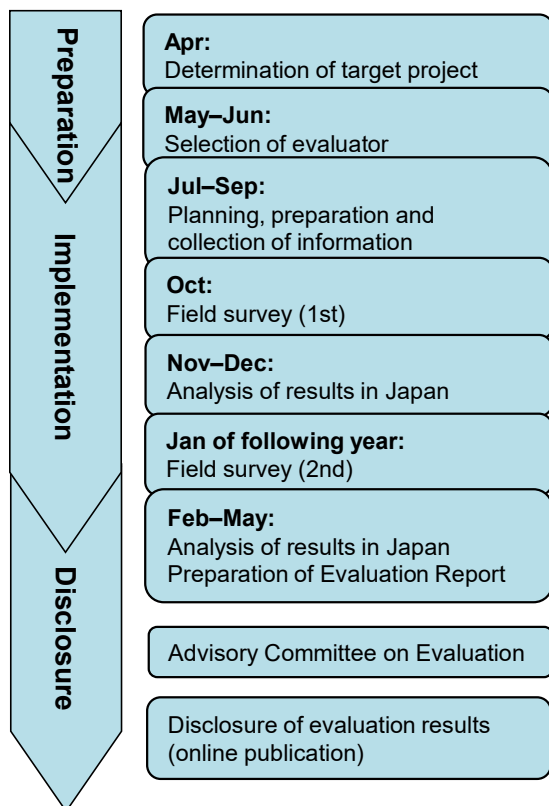 Preparation
Implementation
Disclosure
Apr:
Determination of target project
May–Jun:
Selection of evaluator
Jul–Sep:
Planning, preparation and
collection of information
Oct:
Field survey (1st)
Nov–Dec:
Analysis of results in Japan
Jan of following year:
Field survey (2nd)
Feb–May:
Analysis of results in Japan
Preparation of Evaluation Report
Advisory Committee on Evaluation
Disclosure of evaluation results
(online publication)